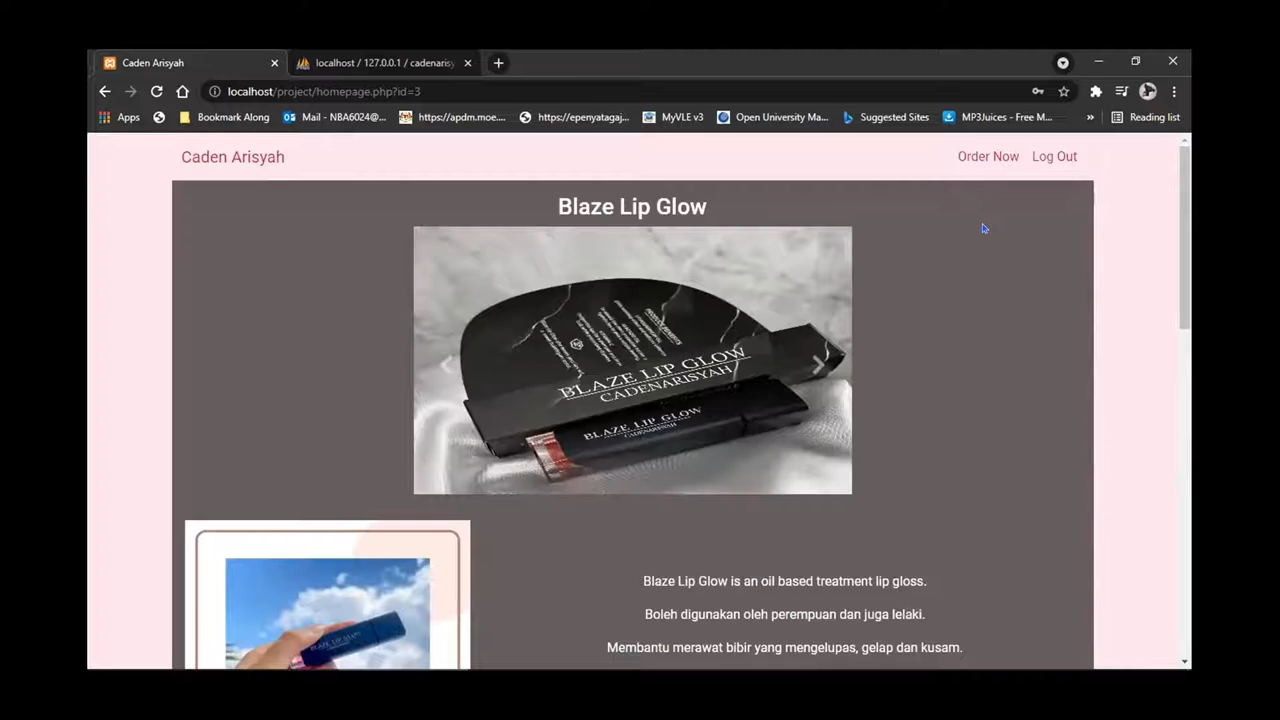 Caden Arisyah
localhost / 127.0.0.1 / cadenarisy
localhost/project/homepage.php?id=3
Apps
Bookmark Along
Mail - NBA6024@...
https://apdm.moe....
https://epenyatagaj...
MyVLE v3
Open University Ma...
Suggested Sites
MP3Juices - Free M...
»
Reading list
Caden Arisyah
Order Now
Log Out
Blaze Lip Glow
BLAZE LIP GLOW
CADENARISYAH
BLAZE LIP GLOW
CADENARISYAH
BLAZE LIP GLOW
Blaze Lip Glow is an oil based treatment lip gloss.
Boleh digunakan oleh perempuan dan juga lelaki.
Membantu merawat bibir yang mengelupas, gelap dan kusam.